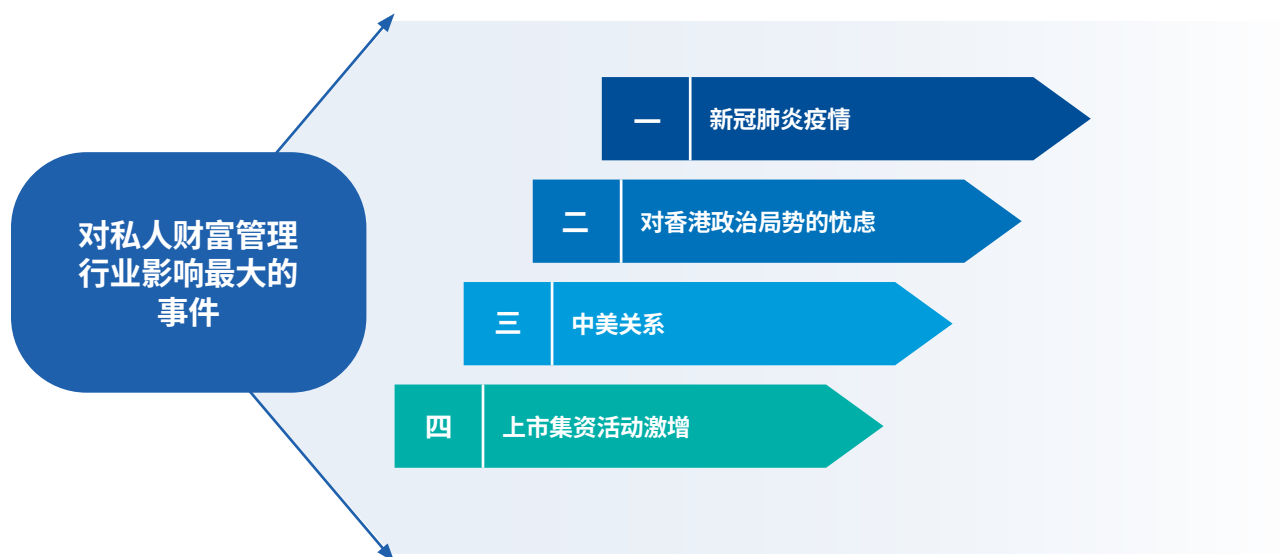 对私人财富管理
行业影响最大的
事件
一 新冠肺炎疫情
二 对香港政治局势的忧虑
三 中美关系
四 上市集资活动激增